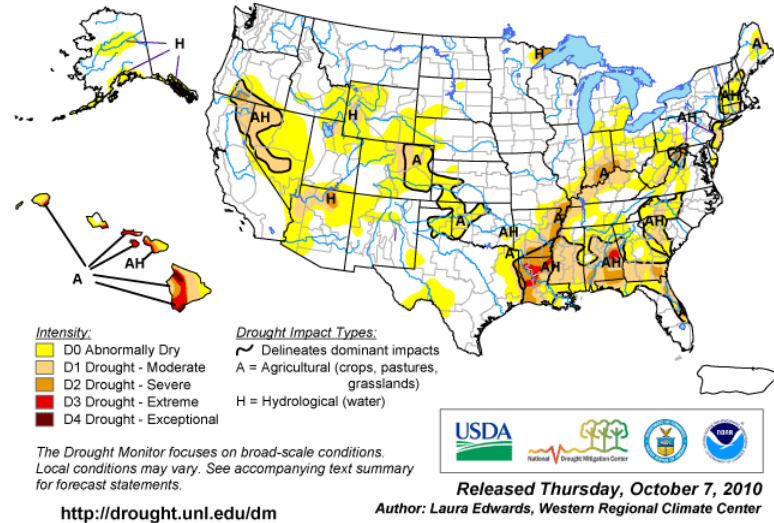 H
AH
H
A
H
A
A
AH
H
A
AH
A
A
A
AH
A
AH
AH
AH
A
AH
Intensity:
D0 Abnormally Dry
D1 Drought - Moderate
D2 Drought - Severe
D3 Drought - Extreme
D4 Drought - Exceptional
Drought Impact Types:
Delineates dominant impacts
A = Agricultural (crops, pastures,
grasslands)
H = Hydrological (water)
The Drought Monitor focuses on broad-scale conditions.
Local conditions may vary. See accompanying text summary
for forecast statements.
http://drought.unl.edu/dm
USDA
National Drought Mitigation Center
NOAA
Released Thursday, October 7, 2010
Author: Laura Edwards, Western Regional Climate Center